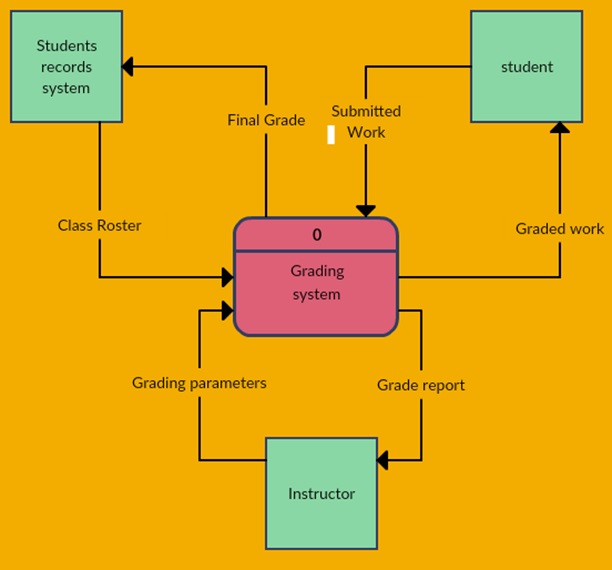 Students
records
system
student
Final Grade
Submitted
Work
Class Roster
Graded work
0
Grading
system
Grading parameters
Grade report
Instructor